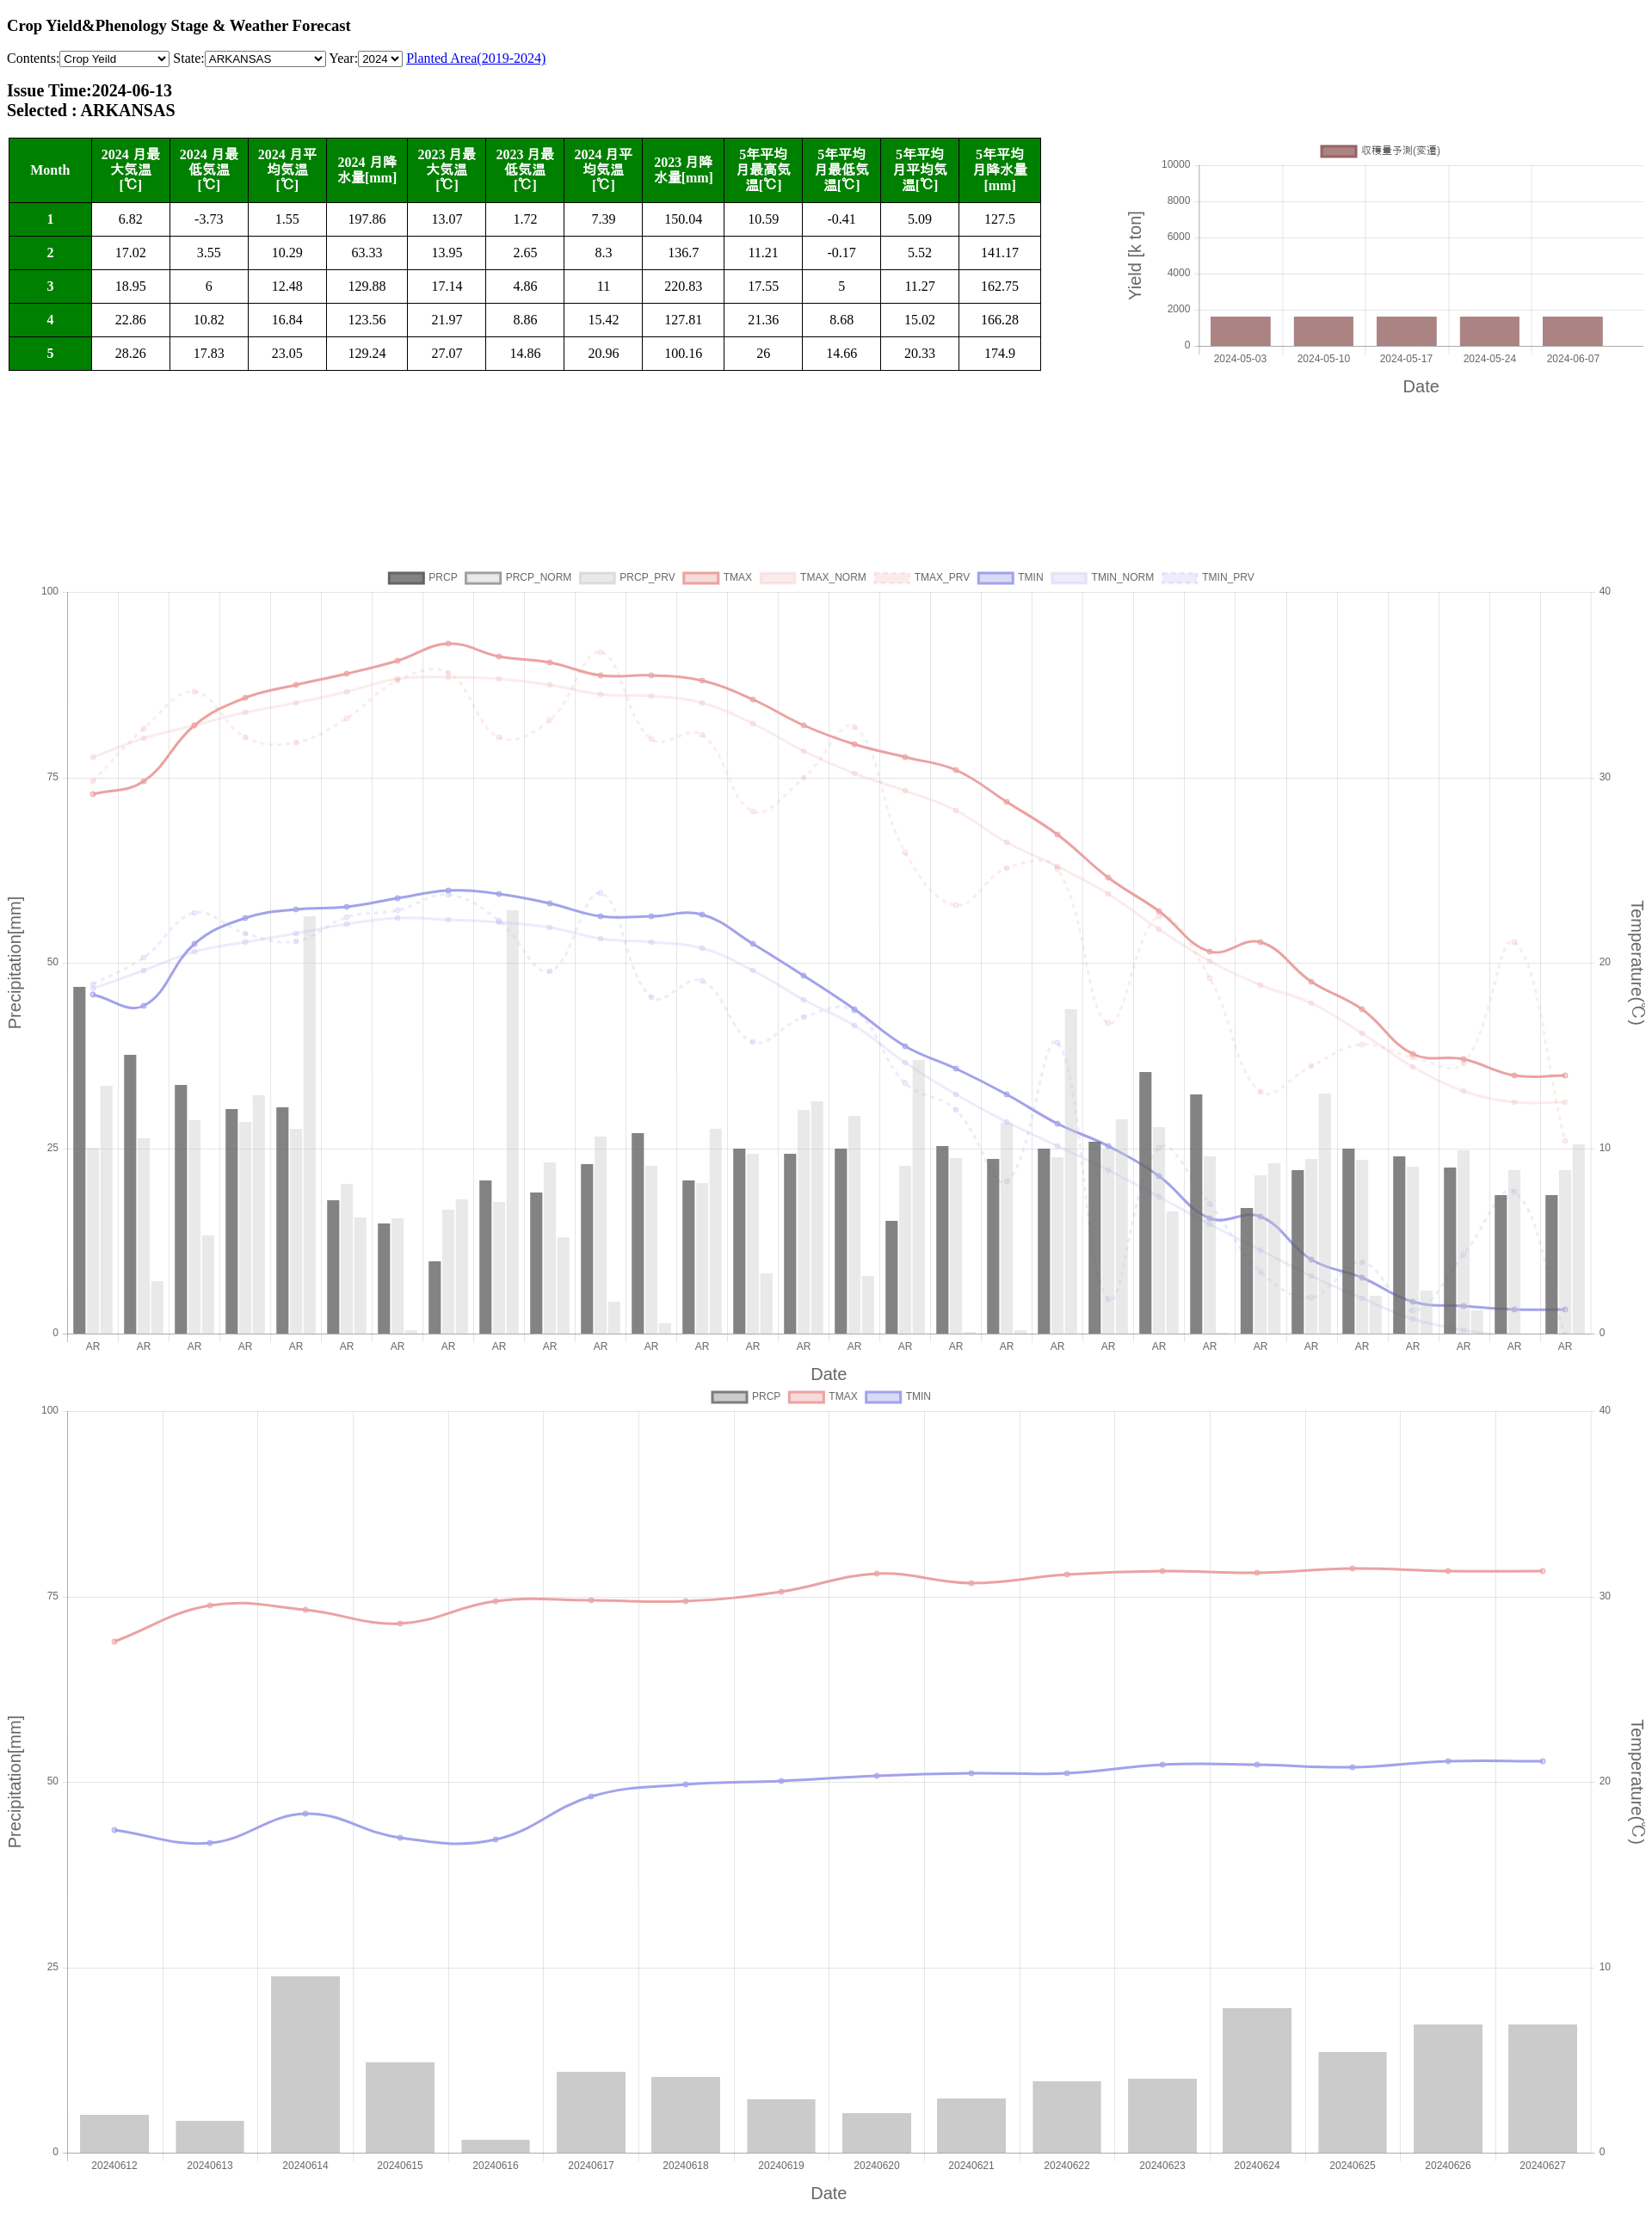 Crop Yield&Phenology Stage & Weather Forecast
Contents: Crop Yeild State: ARKANSAS Year: 2024 Planted Area(2019-2024)
Issue Time:2024-06-13
Selected : ARKANSAS
Month 2024 月最大気温[℃] 2024 月最低気温[℃] 2024 月平均気温[℃] 2024 月降水量[mm] 2023 月最大気温[℃] 2023 月最低気温[℃] 2024 月平均気温[℃] 2023 月降水量[mm] 5年平均月最高気温[℃] 5年平均月最低気温[℃] 5年平均月平均気温[℃] 5年平均月降水量[mm]
1 6.82 -3.73 1.55 197.86 13.07 1.72 7.39 150.04 10.59 -0.41 5.09 127.5
2 17.02 3.55 10.29 63.33 13.95 2.65 8.3 136.7 11.21 -0.17 5.52 141.17
3 18.95 6 12.48 129.88 17.14 4.86 11 220.83 17.55 5 11.27 162.75
4 22.86 10.82 16.84 123.56 21.97 8.86 15.42 127.81 21.36 8.68 15.02 166.28
5 28.26 17.83 23.05 129.24 27.07 14.86 20.96 100.16 26 14.66 20.33 174.9
収穫量予測(変遷)
Yield [k ton]
10000
8000
6000
4000
2000
0
2024-05-03 2024-05-10 2024-05-17 2024-05-24 2024-06-07
Date
PRCP PRCP_NORM PRCP_PRV TMAX TMAX_NORM TMAX_PRV TMIN TMIN_NORM TMIN_PRV
Precipitation[mm]
100
75
50
25
0
40
30
20
10
0
Temperature(℃)
AR AR AR AR AR AR AR AR AR AR AR AR AR AR AR AR AR AR AR AR AR AR AR AR AR AR AR AR AR AR
Date
PRCP TMAX TMIN
Precipitation[mm]
100
75
50
25
0
40
30
20
10
0
Temperature(℃)
20240612 20240613 20240614 20240615 20240616 20240617 20240618 20240619 20240620 20240621 20240622 20240623 20240624 20240625 20240626 20240627
Date